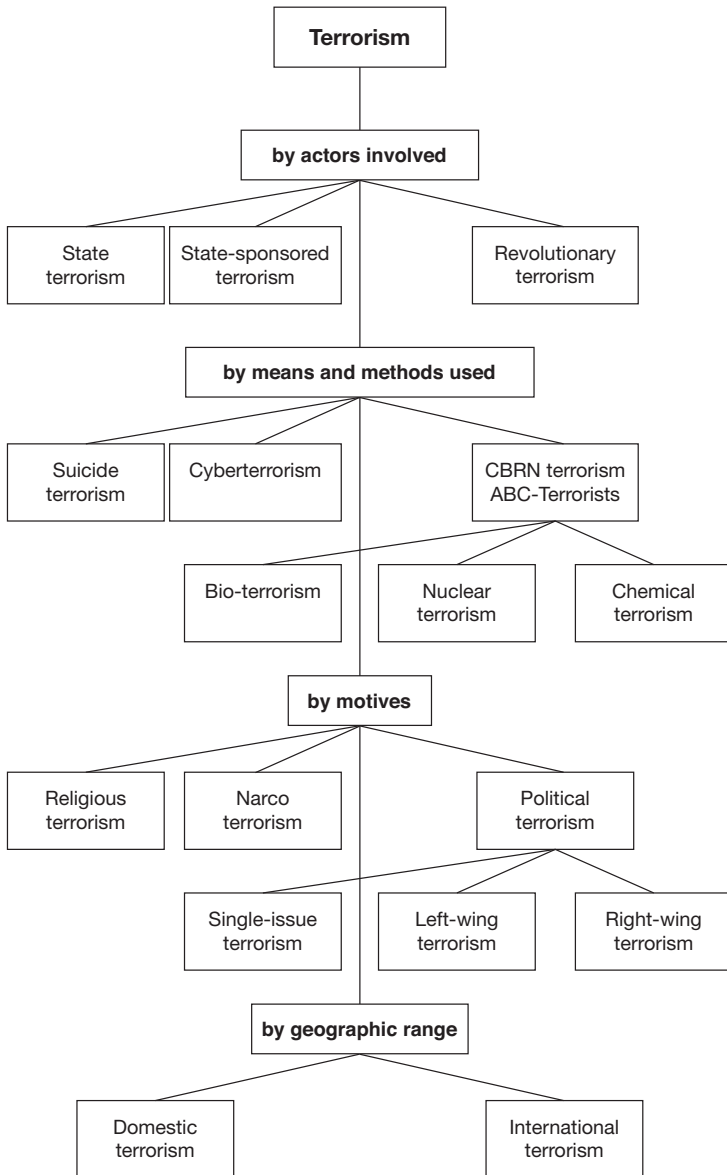 Terrorism
by actors involved
State
terrorism
State-sponsored
terrorism
Revolutionary
terrorism
by means and methods used
Suicide
terrorism
Cyberterrorism
CBRN terrorism
ABC-Terrorists
Bio-terrorism
Nuclear
terrorism
Chemical
terrorism
by motives
Religious
terrorism
Narco
terrorism
Political
terrorism
Single-issue
terrorism
Left-wing
terrorism
Right-wing
terrorism
by geographic range
Domestic
terrorism
International
terrorism